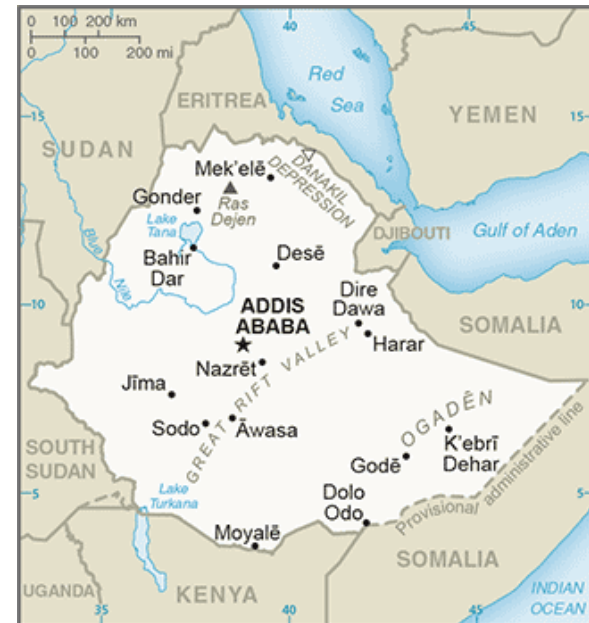 0 100 200 km
0 100 200 mi
40
45
Red
Sea
ERITREA
YEMEN
15
15
SUDAN
Mek'elē
DANAKIL
DEPRESSION
Gonder
Ras
Dejen
Lake
Tana
DJIBOUTI
Gulf of Aden
Blue
Nile
Bahir
Dar
Desē
Dire
Dawa
10
10
ADDIS
ABABA
SOMALIA
Harar
Nazrēt
GREAT RIFT VALLEY
Jīma
OGADĒN
Sodo
Āwasa
SOUTH
SUDAN
K'ebrī
Dehar
Godē
Provisional administrative line
5
5
Lake
Turkana
Dolo
Odo
Moyalē
SOMALIA
UGANDA
KENYA
INDIAN
OCEAN
35
40
45